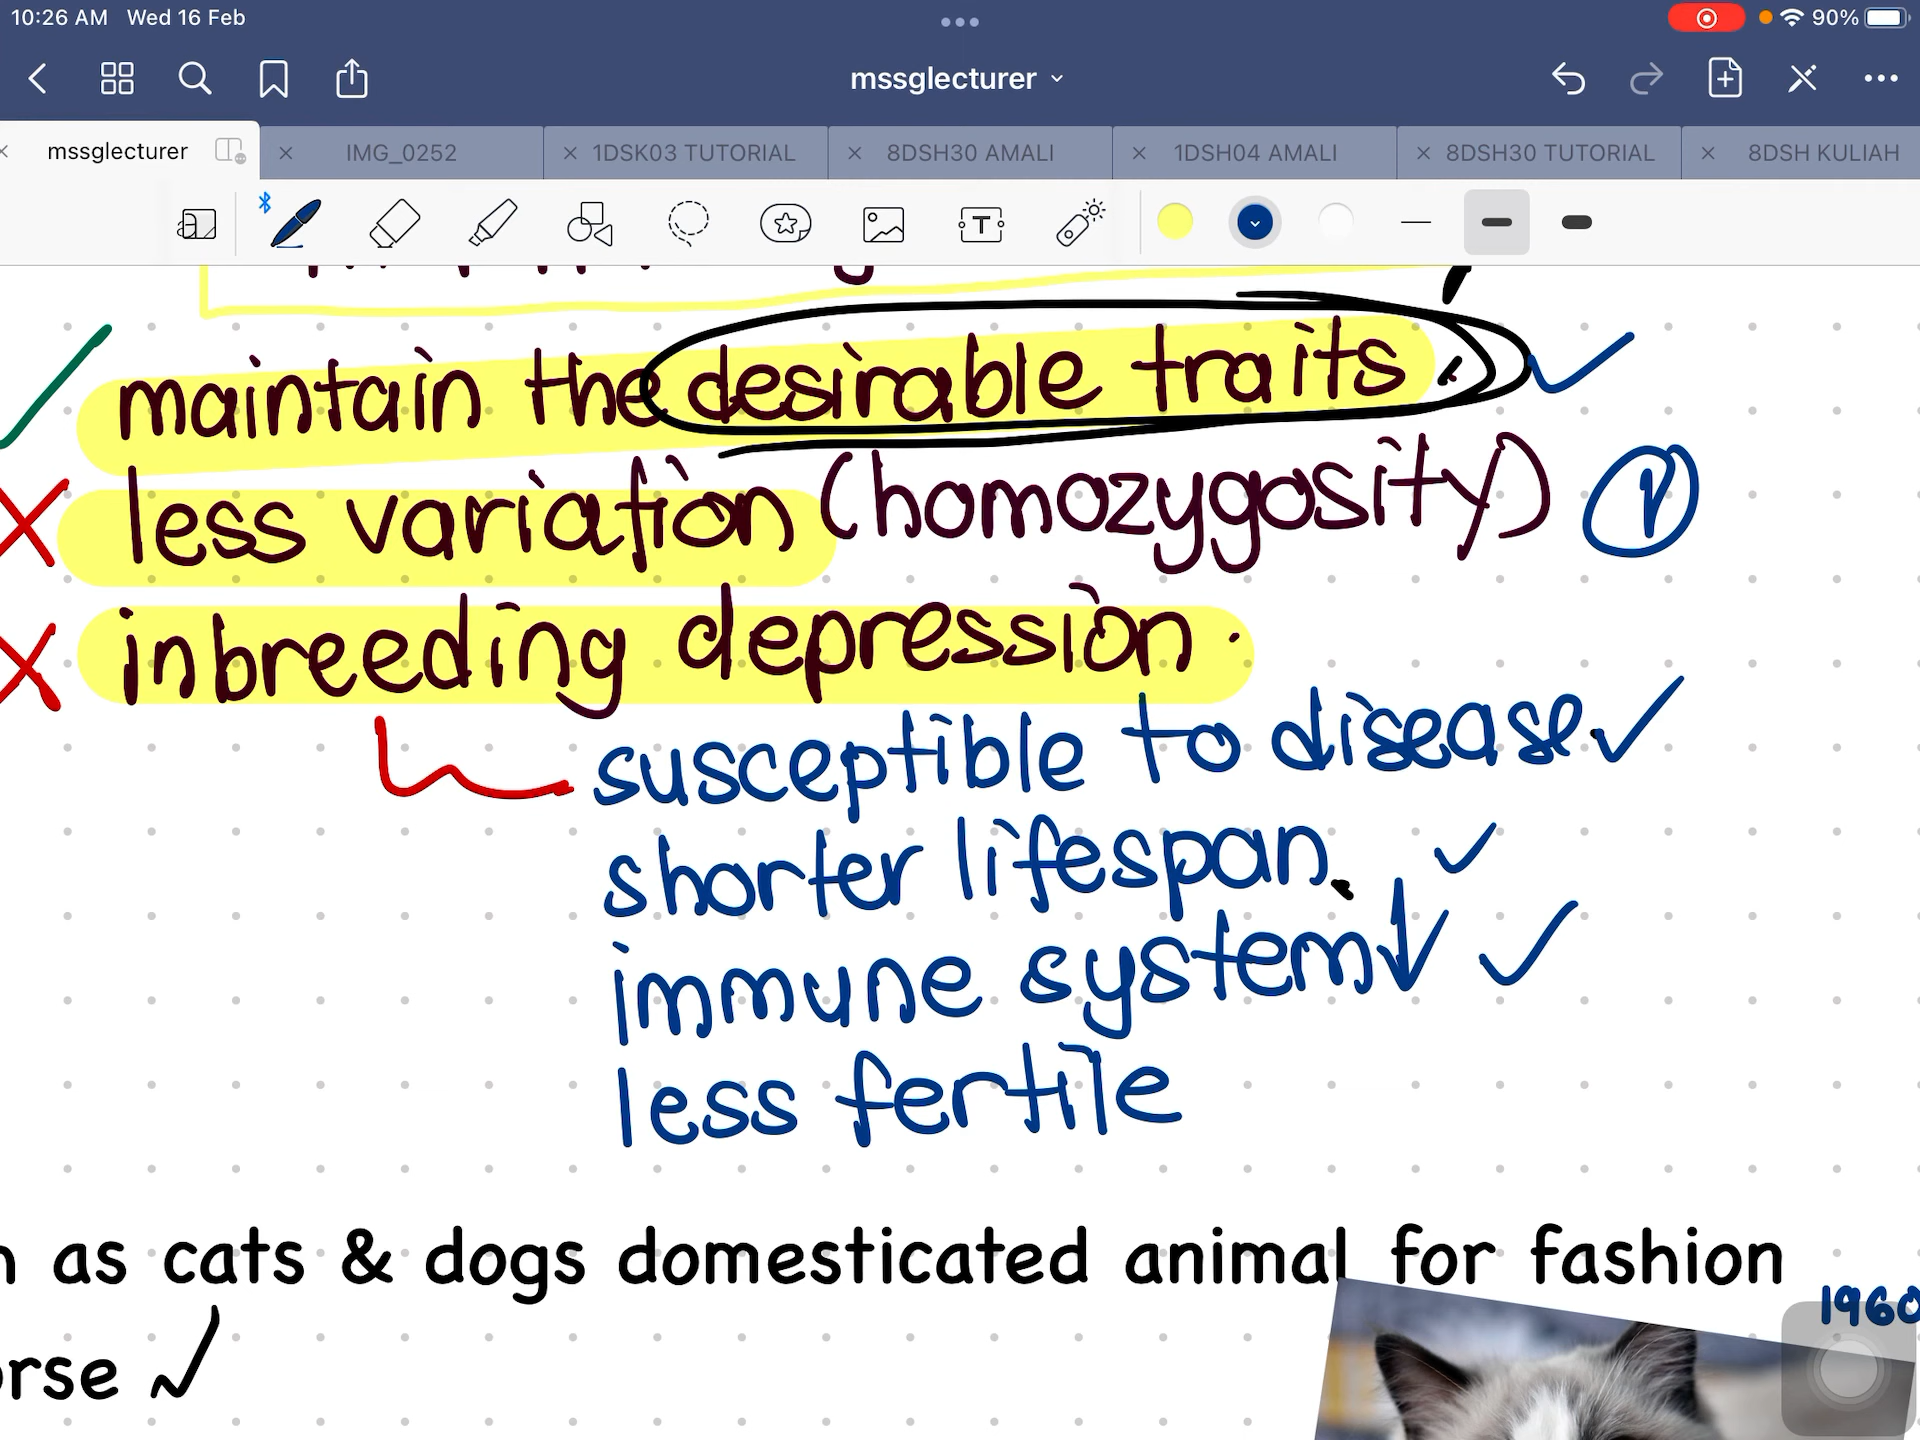 10:26 AM Wed 16 Feb
90%
mssglecturer
mssglecturer
IMG_0252
1DSK03 TUTORIAL
8DSH30 AMALI
1DSH04 AMALI
8DSH30 TUTORIAL
8DSH KULIAH
maintain the desirable traits.
less variation (homozygosity)
inbreeding depression.
susceptible to disease.
shorter lifespan.
immune system↓
less fertile
as cats & dogs domesticated animal for fashion
1960